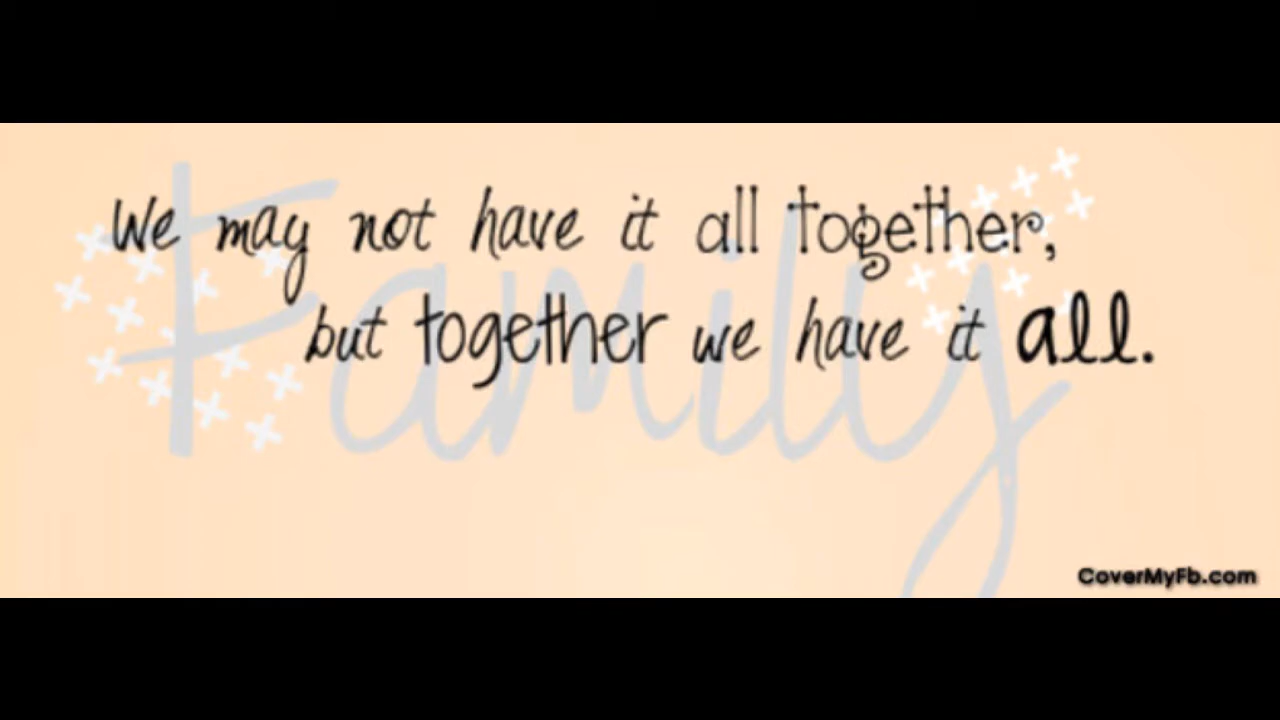 Family
We may not have it all together,
but together we have it all.
CoverMyFb.com